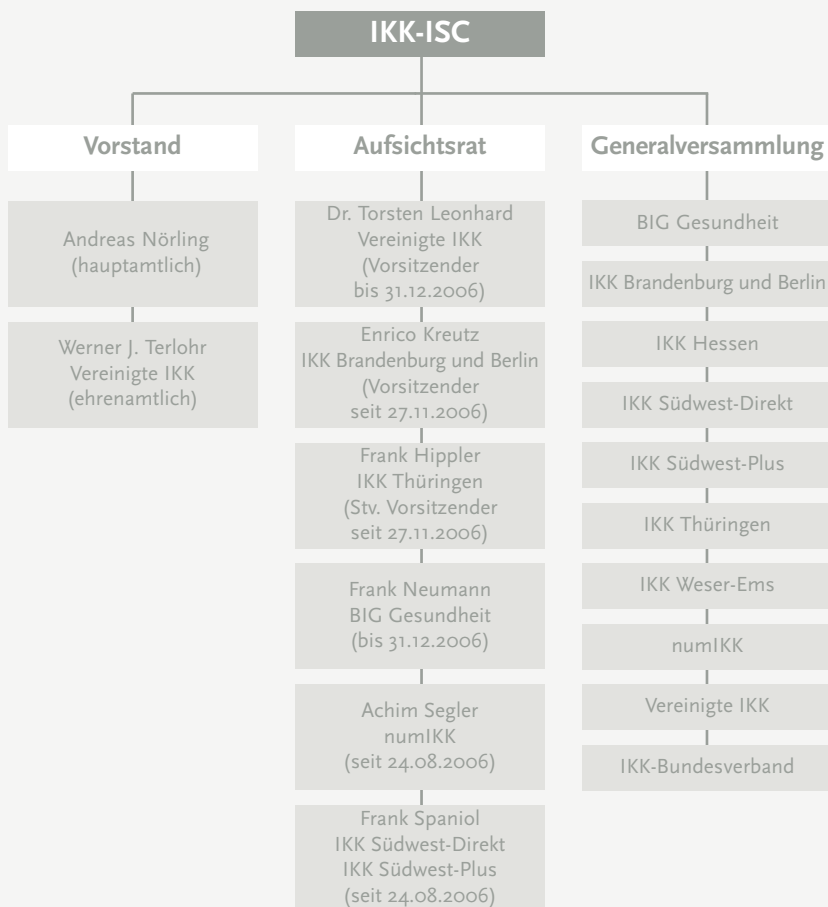 IKK-ISC
Vorstand
Andreas Nörling
(hauptamtlich)
Werner J. Terlohr
Vereinigte IKK
(ehrenamtlich)
Aufsichtsrat
Dr. Torsten Leonhard
Vereinigte IKK
(Vorsitzender
bis 31.12.2006)
Enrico Kreutz
IKK Brandenburg und Berlin
(Vorsitzender
seit 27.11.2006)
Frank Hippler
IKK Thüringen
(Stv. Vorsitzender
seit 27.11.2006)
Frank Neumann
BIG Gesundheit
(bis 31.12.2006)
Achim Segler
numIKK
(seit 24.08.2006)
Frank Spaniol
IKK Südwest-Direkt
IKK Südwest-Plus
(seit 24.08.2006)
Generalversammlung
BIG Gesundheit
IKK Brandenburg und Berlin
IKK Hessen
IKK Südwest-Direkt
IKK Südwest-Plus
IKK Thüringen
IKK Weser-Ems
numIKK
Vereinigte IKK
IKK-Bundesverband